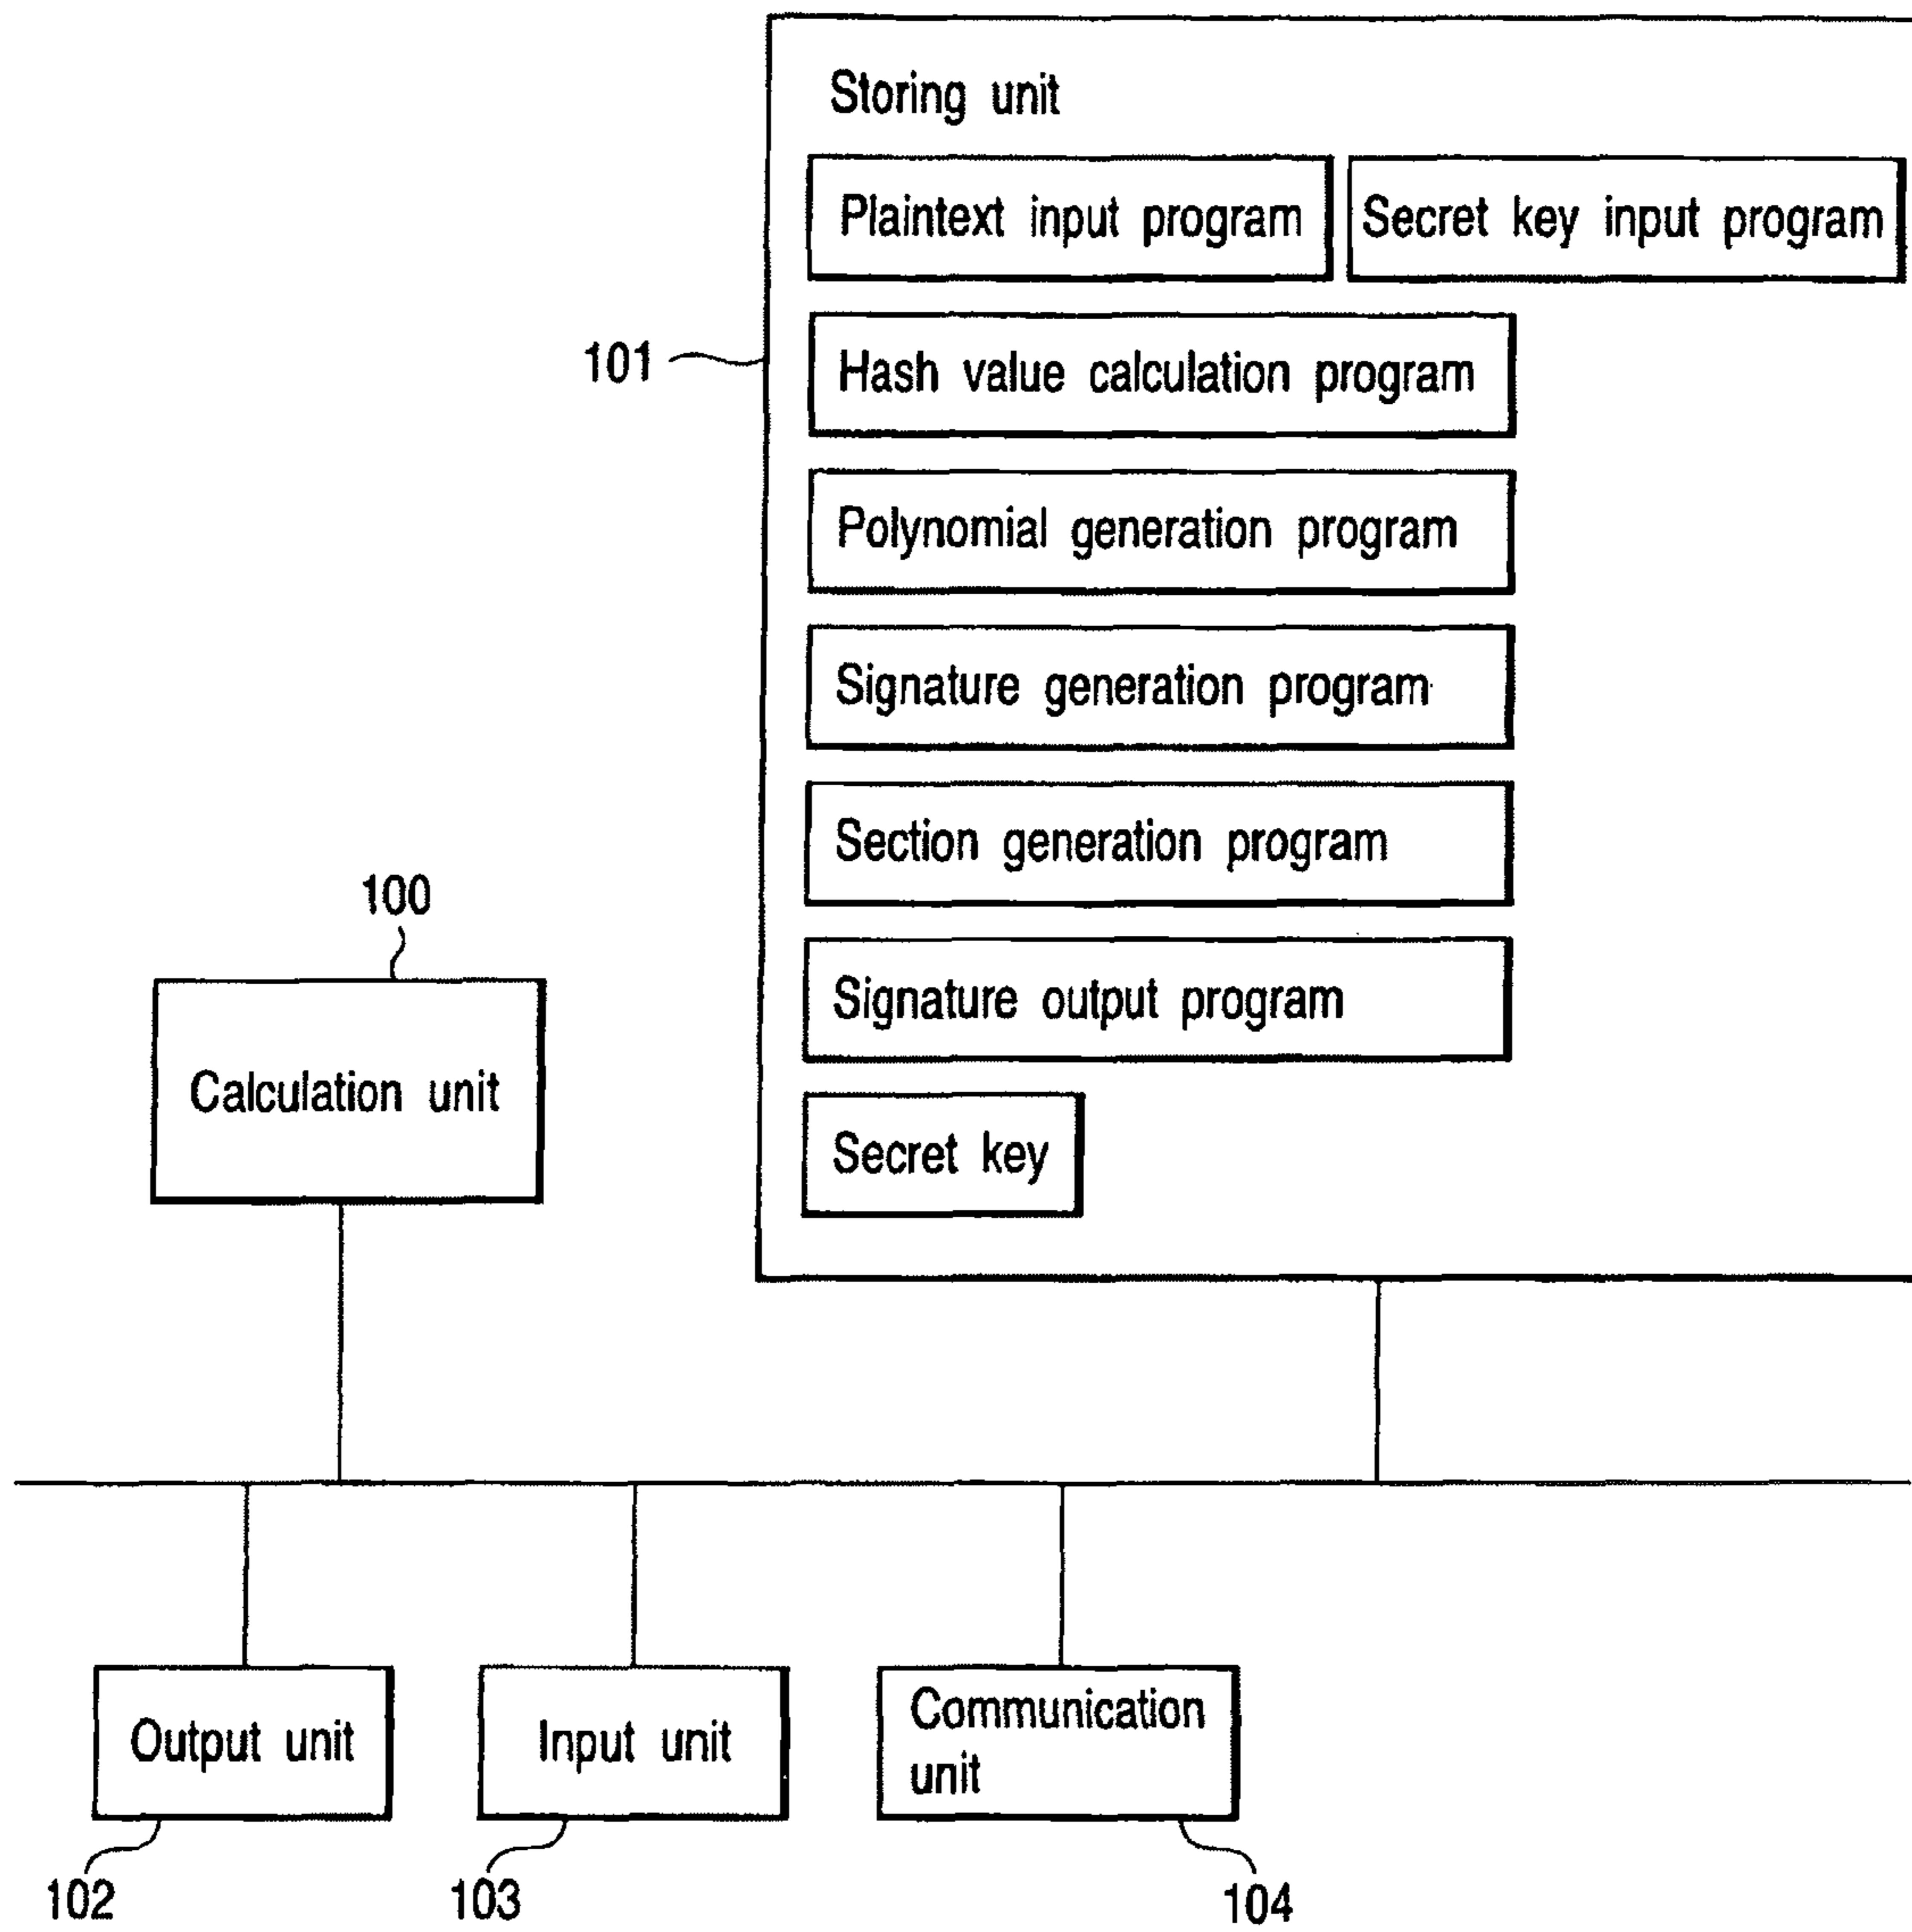 Storing unit
Plaintext input program
Secret key input program
101
Hash value calculation program
Polynomial generation program
Signature generation program
Section generation program
100
Signature output program
Calculation unit
Secret key
Output unit
Input unit
Communication
unit
102
103
104